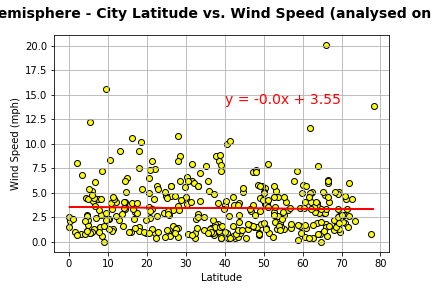 emisphere - City Latitude vs. Wind Speed (analysed on
20.0
17.5
15.0
12.5
10.0
7.5
5.0
2.5
0.0
Wind Speed (mph)
y = -0.0x + 3.55
0 10 20 30 40 50 60 70 80
Latitude